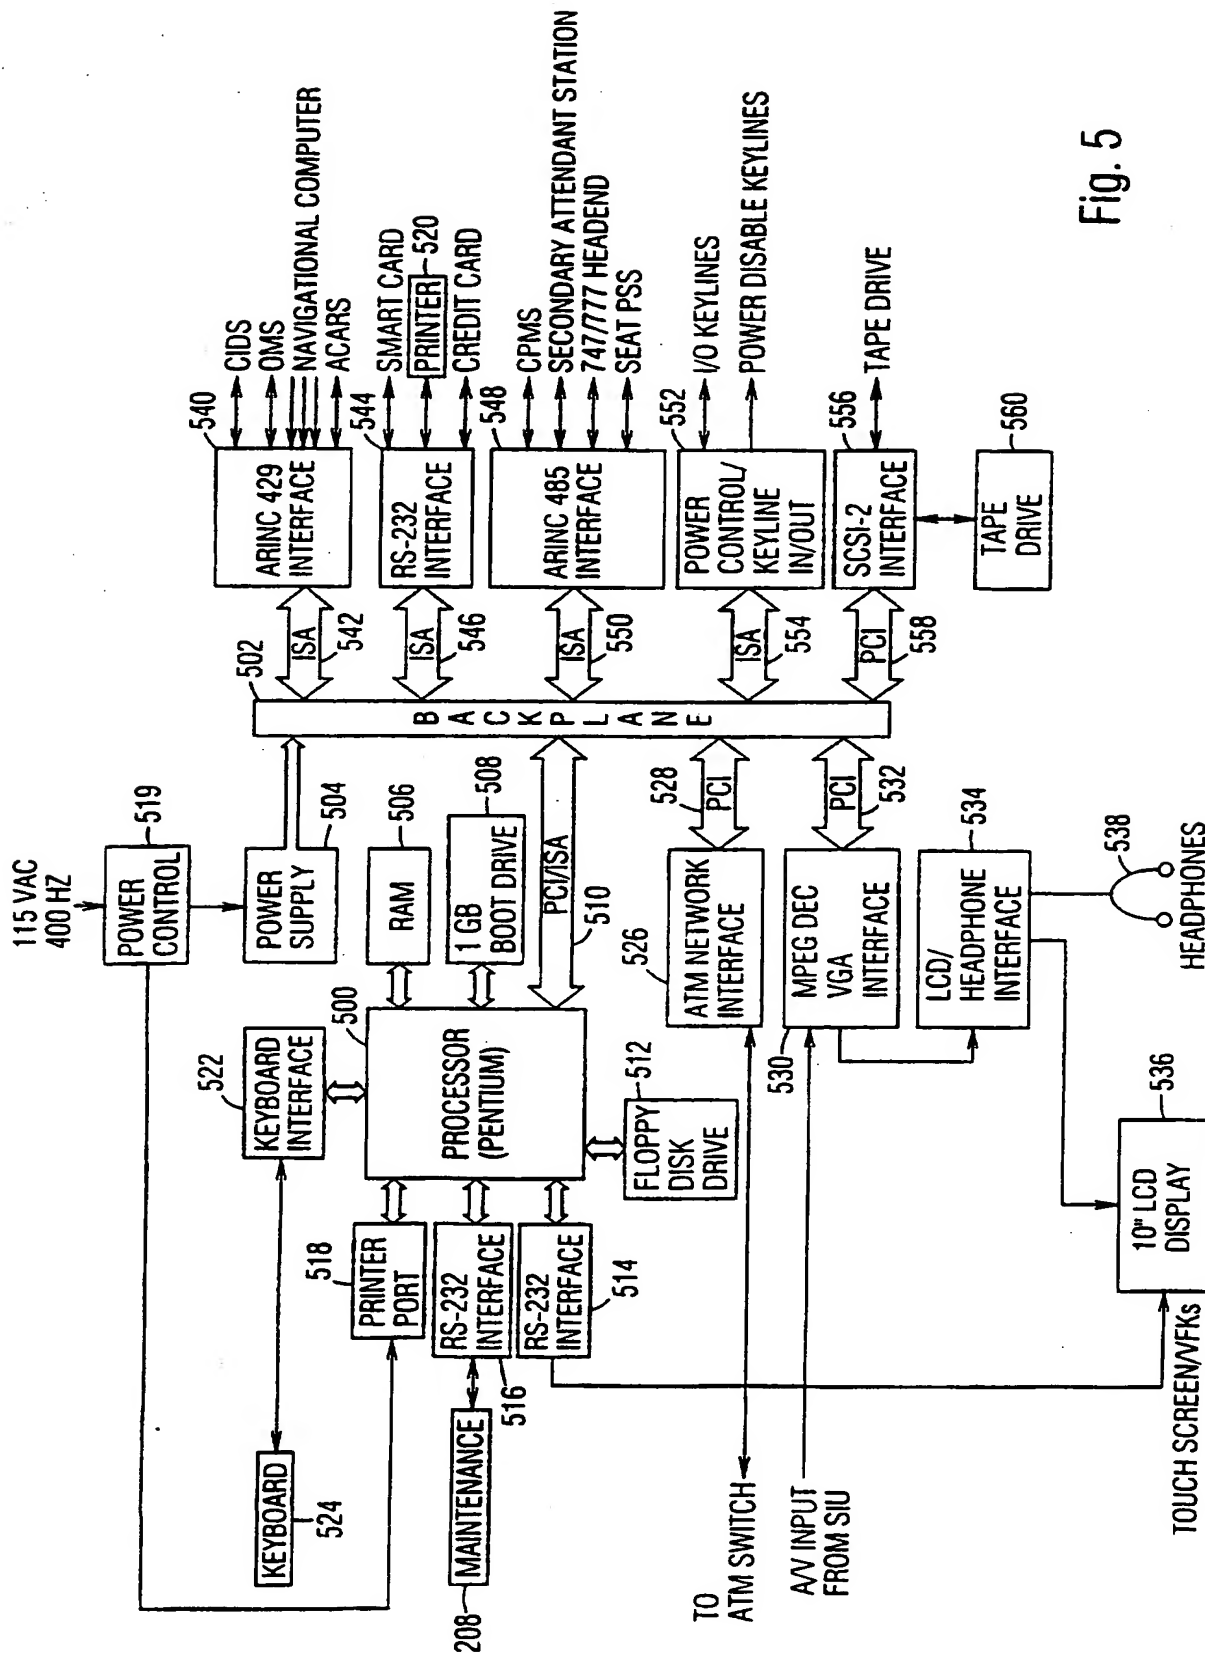 115 VAC
400 HZ
519
POWER
CONTROL
504
POWER
SUPPLY
502
522
KEYBOARD
INTERFACE
500
PROCESSOR
(PENTIUM)
506
RAM
508
1 GB
BOOT DRIVE
PCI/ISA
510
512
FLOPPY
DISK
DRIVE
518
PRINTER
PORT
RS-232
INTERFACE
516
RS-232
INTERFACE
514
KEYBOARD
524
MAINTENANCE
208
BACKPLANE
540
ARINC 429
INTERFACE
ISA
542
CIDS
OMS
NAVIGATIONAL COMPUTER
ACARS
544
RS-232
INTERFACE
ISA
546
SMART CARD
PRINTER
520
CREDIT CARD
548
ARINC 485
INTERFACE
ISA
550
CPMS
SECONDARY ATTENDANT STATION
747/777 HEADEND
SEAT PSS
552
POWER
CONTROL/
KEYLINE
IN/OUT
ISA
554
I/O KEYLINES
POWER DISABLE KEYLINES
556
SCSI-2
INTERFACE
PCI
558
TAPE DRIVE
560
TAPE
DRIVE
528
PCI
526
ATM NETWORK
INTERFACE
TO
ATM SWITCH
PCI
532
530
MPEG DEC
VGA
INTERFACE
A/V INPUT
FROM SIU
534
LCD/
HEADPHONE
INTERFACE
538
HEADPHONES
536
10" LCD
DISPLAY
TOUCH SCREEN/VFKs
Fig. 5